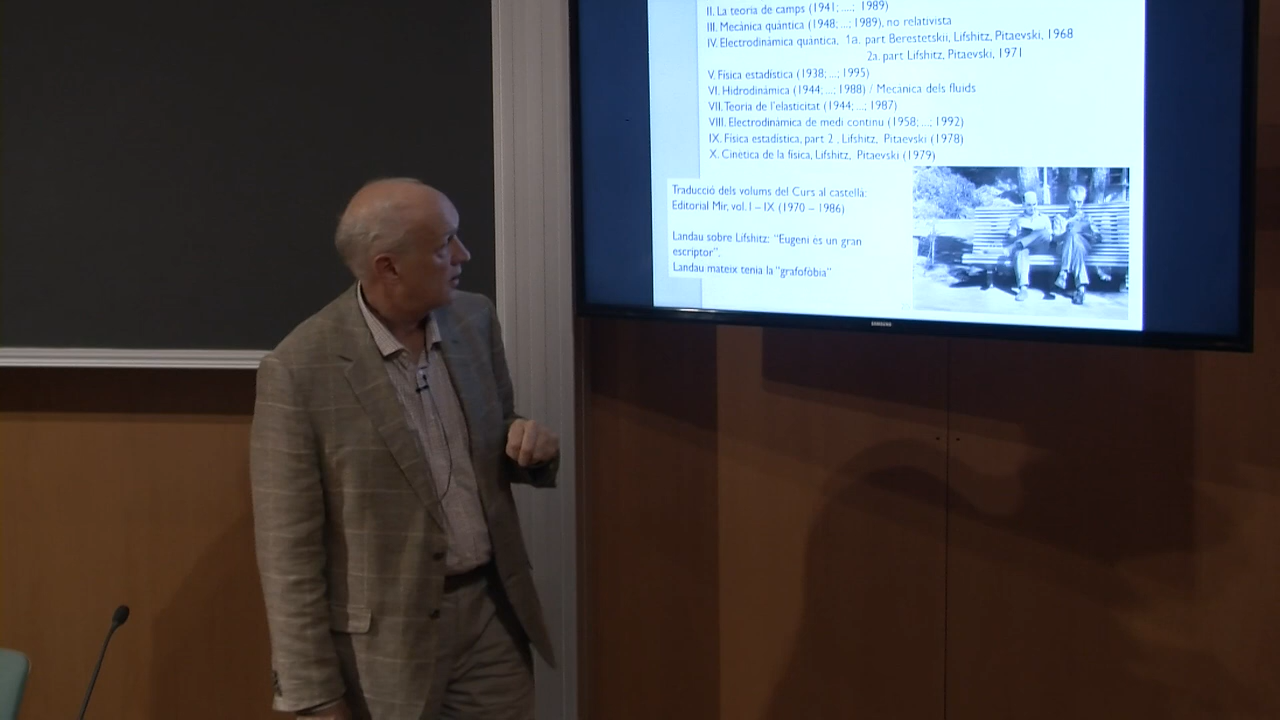 II. La teoria de camps (1941; ....; 1989)
III. Mecànica quàntica (1948; ...; 1989), no relativista
IV. Electrodinàmica quàntica. 1a. part Berestetskii, Lifshitz, Pitaevski, 1968
2a. part Lifshitz, Pitaevski, 1971
V. Física estadística (1938; ...; 1995)
VI. Hidrodinàmica (1944; ...; 1988) / Mecànica dels fluids
VII. Teoria de l'elasticitat (1944; ...; 1987)
VIII. Electrodinàmica de medi continu (1958; ...; 1992)
IX. Física estadística, part 2 , Lifshitz, Pitaevski (1978)
X. Cinètica de la física, Lifshitz, Pitaevski (1979)
Traducció dels volums del Curs al castellà:
Editorial Mir, vol. I – IX (1970 – 1986)
Landau sobre Lifshitz: "Eugeni és un gran
escriptor".
Landau mateix tenia la "grafofòbia"
SAMSUNG